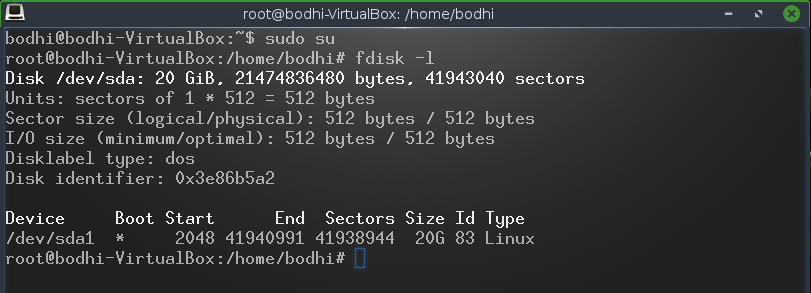 root@bodhi-VirtualBox: /home/bodhi
bodhi@bodhi-VirtualBox:~$ sudo su
root@bodhi-VirtualBox:/home/bodhi# fdisk -l
Disk /dev/sda: 20 GiB, 21474836480 bytes, 41943040 sectors
Units: sectors of 1 * 512 = 512 bytes
Sector size (logical/physical): 512 bytes / 512 bytes
I/O size (minimum/optimal): 512 bytes / 512 bytes
Disklabel type: dos
Disk identifier: 0x3e86b5a2
Device     Boot Start      End  Sectors Size Id Type
/dev/sda1  *     2048 41940991 41938944  20G 83 Linux
root@bodhi-VirtualBox:/home/bodhi#